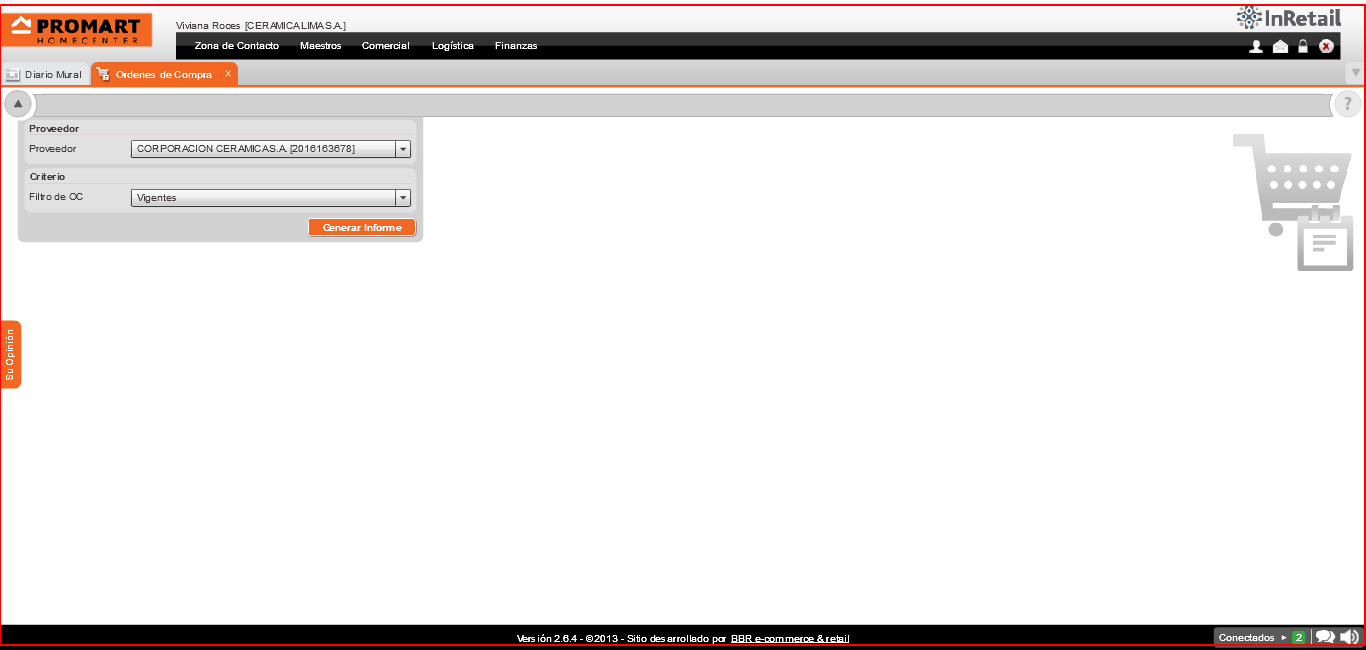 PROMART
HOMECENTER
Viviana Roces [CERAMICA LIMA S.A.]
InRetail
Zona de Contacto Maestros Comercial Logística Finanzas
Diario Mural Ordenes de Compra x
?
Proveedor
Proveedor CORPORACION CERAMICA S.A. [2016163678]
Criterio
Filtro de OC Vigentes
Generar Informe
Su Opinión
Versión 2.6.4 - ©2013 - Sitio desarrollado por BBR e-commerce & retail
Conectados 2